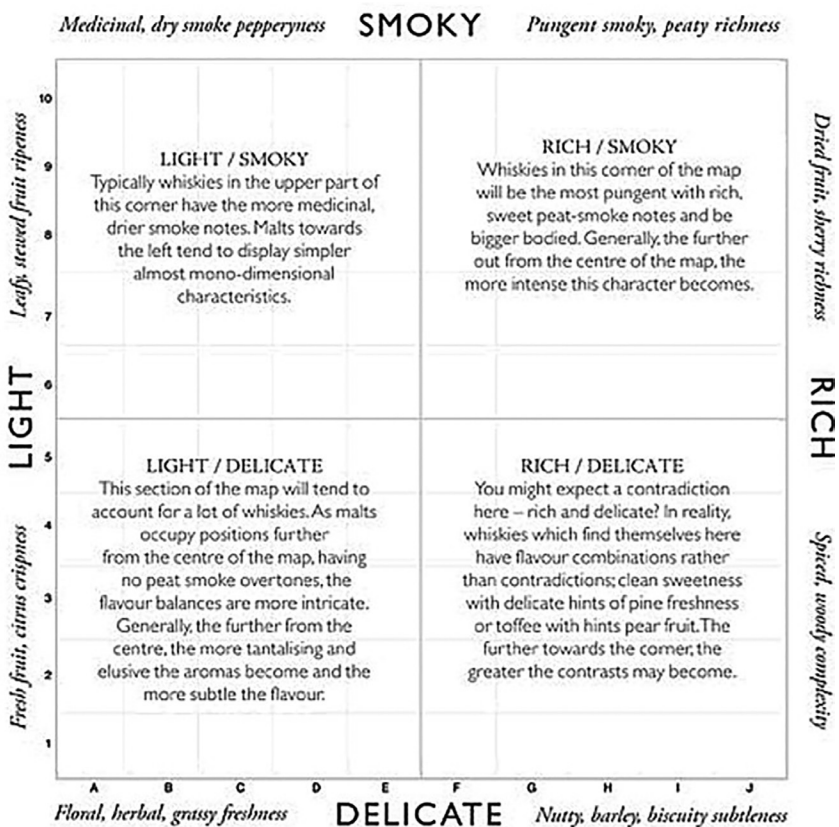 Medicinal, dry smoke pepperyness
SMOKY
Pungent smoky, peaty richness
Leafy, stewed fruit ripeness
LIGHT
Fresh fruit, citrus crispness
10
9
8
7
6
5
4
3
2
1
LIGHT / SMOKY
Typically whiskies in the upper part of
this corner have the more medicinal,
drier smoke notes. Malts towards
the left tend to display simpler
almost mono-dimensional
characteristics.
RICH / SMOKY
Whiskies in this corner of the map
will be the most pungent with rich,
sweet peat-smoke notes and be
bigger bodied. Generally, the further
out from the centre of the map, the
more intense this character becomes.
LIGHT / DELICATE
This section of the map will tend to
account for a lot of whiskies. As malts
occupy positions further
from the centre of the map, having
no peat smoke overtones, the
flavour balances are more intricate.
Generally, the further from the
centre, the more tantalising and
elusive the aromas become and the
more subtle the flavour.
RICH / DELICATE
You might expect a contradiction
here – rich and delicate? In reality,
whiskies which find themselves here
have flavour combinations rather
than contradictions; clean sweetness
with delicate hints of pine freshness
or toffee with hints pear fruit. The
further towards the corner, the
greater the contrasts may become.
Dried fruit, sherry richness
RICH
Spiced, woody complexity
A B C D E F G H I J
Floral, herbal, grassy freshness
DELICATE
Nutty, barley, biscuity subtleness